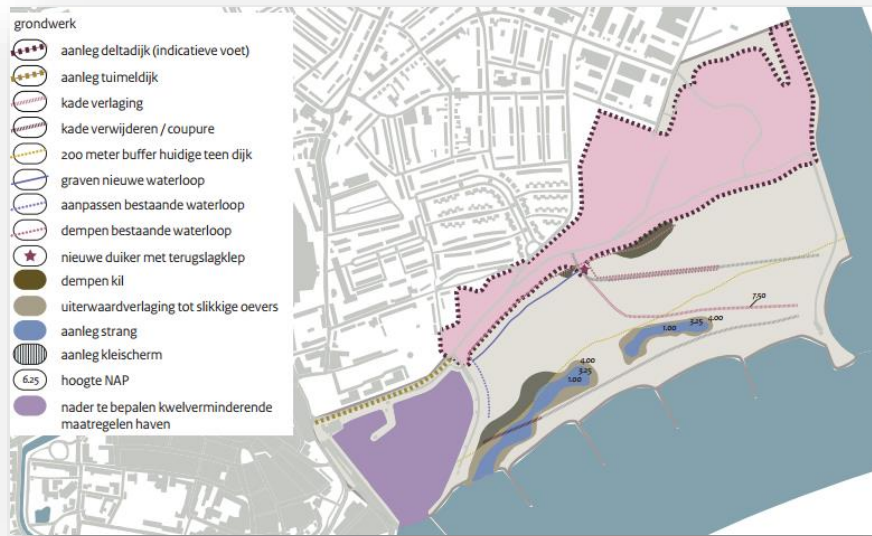 grondwerk
aanleg deltadijk (indicatieve voet)
aanleg tuimeldijk
kade verlaging
kade verwijderen / coupure
200 meter buffer huidige teen dijk
graven nieuwe waterloop
aanpassen bestaande waterloop
dempen bestaande waterloop
nieuwe duiker met terugslagklep
dempen kil
uiterwaardverlaging tot slikkige oevers
aanleg strang
aanleg kleischerm
6.25 hoogte NAP
nader te bepalen kwelverminderende
maatregelen haven
7.50
1.00 3.25 4.00
4.00
3.25
1.00